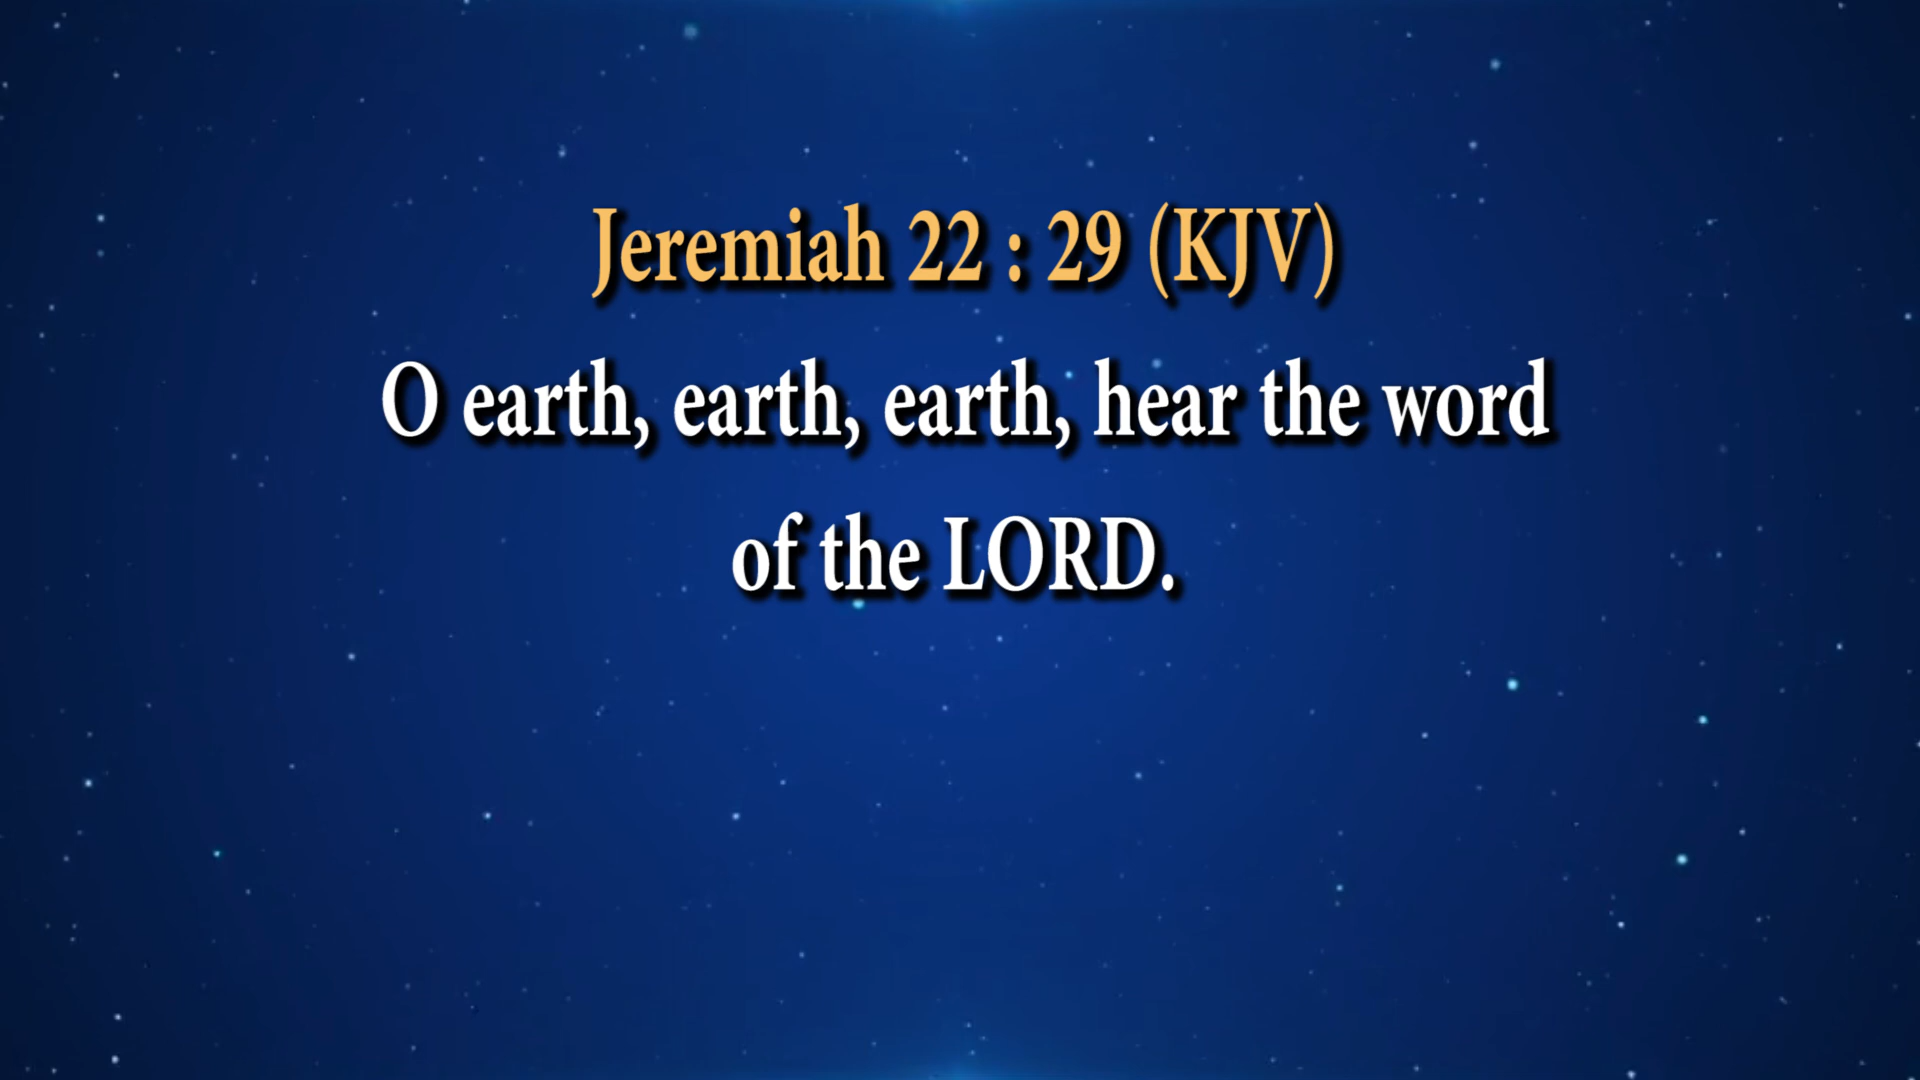 Jeremiah 22 : 29 (KJV)
O earth, earth, earth, hear the word
of the LORD.